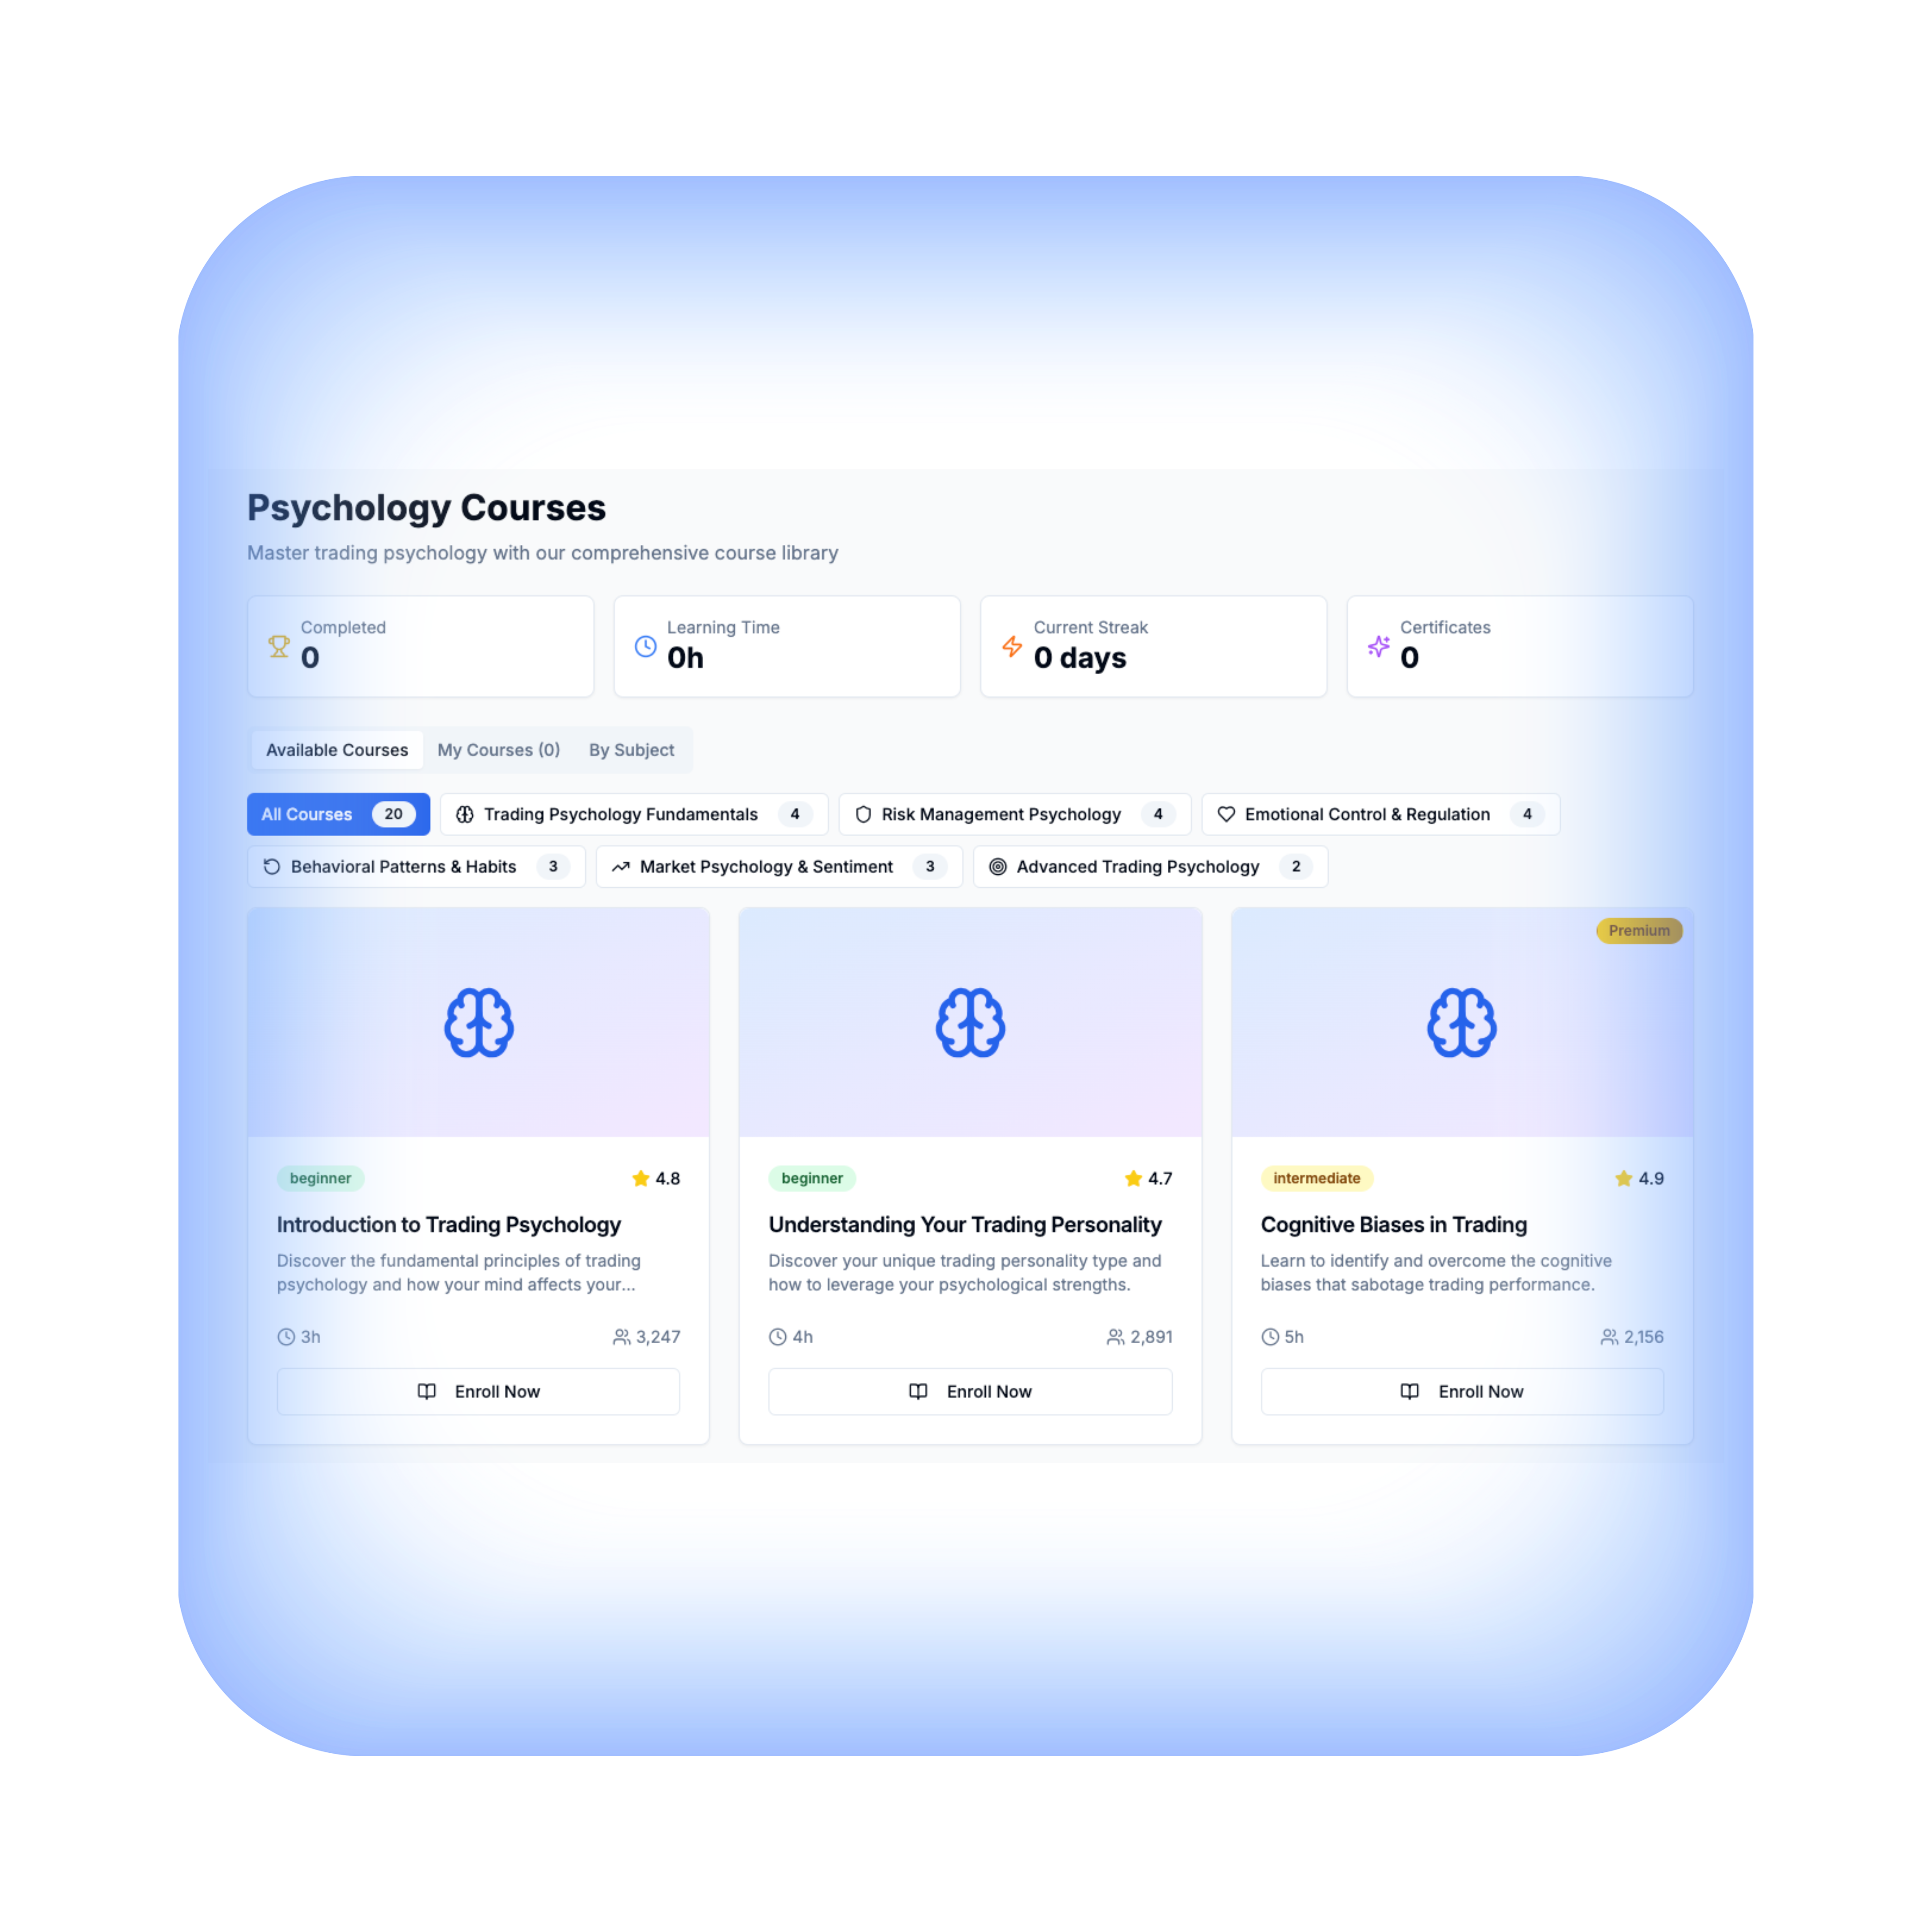 Psychology Courses
Master trading psychology with our comprehensive course library
Completed
0
Learning Time
0h
Current Streak
0 days
Certificates
0
Available Courses My Courses (0) By Subject
All Courses 20 Trading Psychology Fundamentals 4 Risk Management Psychology 4 Emotional Control & Regulation 4
Behavioral Patterns & Habits 3 Market Psychology & Sentiment 3 Advanced Trading Psychology 2
beginner 4.8
Introduction to Trading Psychology
Discover the fundamental principles of trading
psychology and how your mind affects your...
3h 3,247
Enroll Now
beginner 4.7
Understanding Your Trading Personality
Discover your unique trading personality type and
how to leverage your psychological strengths.
4h 2,891
Enroll Now
Premium
intermediate 4.9
Cognitive Biases in Trading
Learn to identify and overcome the cognitive
biases that sabotage trading performance.
5h 2,156
Enroll Now